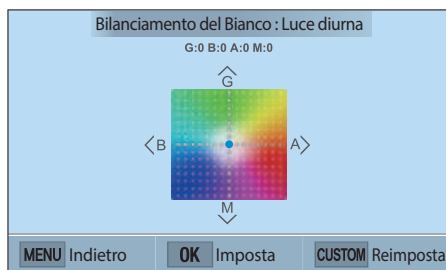 Bilanciamento del Bianco : Luce diurna
G:0 B:0 A:0 M:0
G
B A
M
MENU Indietro OK Imposta CUSTOM Reimposta